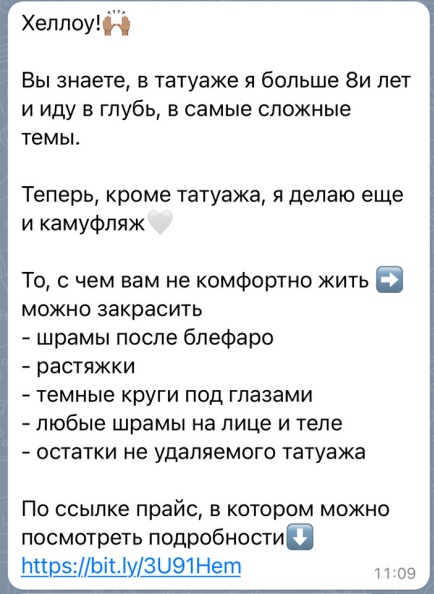 Хеллоу!🙌🏽
Вы знаете, в татуаже я больше 8и лет
и иду в глубь, в самые сложные
темы.
Теперь, кроме татуажа, я делаю еще
и камуфляж🤍
То, с чем вам не комфортно жить ➡️
можно закрасить
- шрамы после блефаро
- растяжки
- темные круги под глазами
- любые шрамы на лице и теле
- остатки не удаляемого татуажа
По ссылке прайс, в котором можно
посмотреть подробности⬇️
https://bit.ly/3U91Hem
11:09